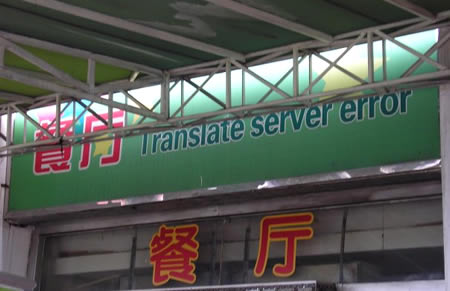 餐厅 Translate server error
餐厅